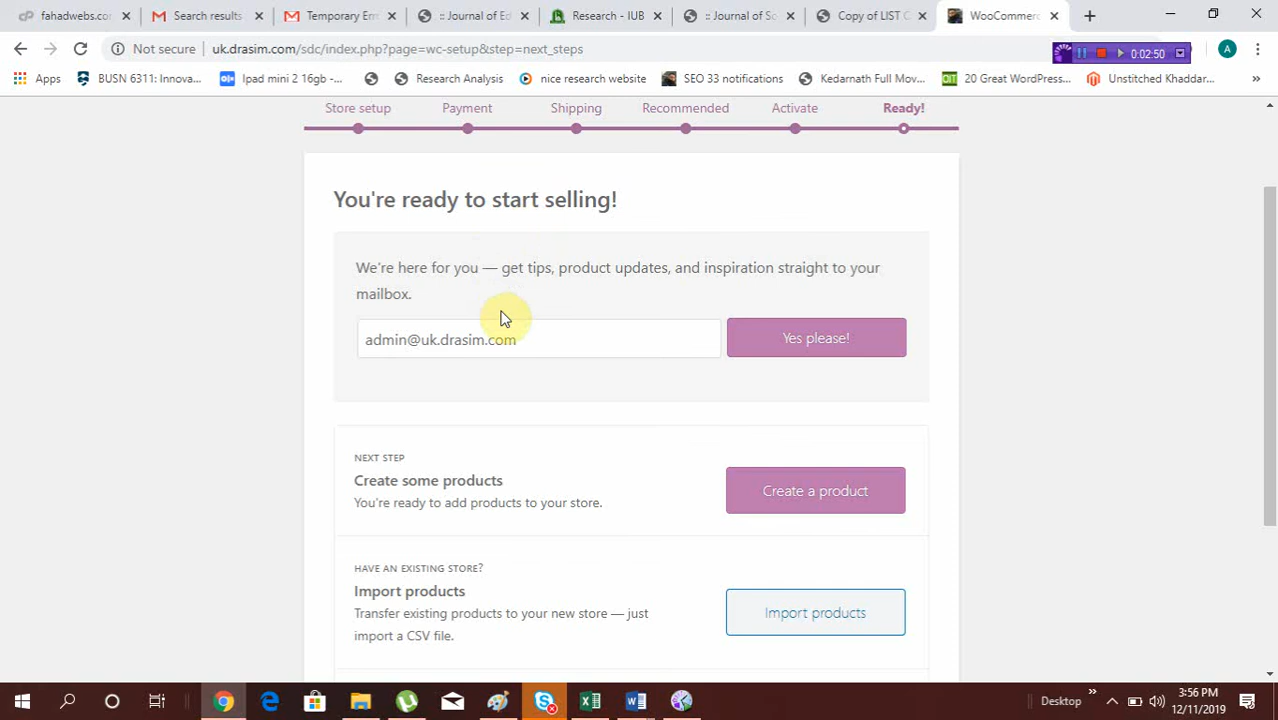 fahadwebs.c
Search results
Temporary Err
:: Journal of Ed
Research - IUB
:: Journal of So
Copy of LIST C
WooCommerc
Not secure
uk.drasim.com/sdc/index.php?page=wc-setup&step=next_steps
0:02:50
A
Apps
BUSN 6311: Innova...
Ipad mini 2 16gb -...
Research Analysis
nice research website
SEO 33 notifications
Kedarnath Full Mov...
20 Great WordPress...
Unstitched Khaddar...
»
Store setup
Payment
Shipping
Recommended
Activate
Ready!
You're ready to start selling!
We're here for you — get tips, product updates, and inspiration straight to your
mailbox.
admin@uk.drasim.com
Yes please!
NEXT STEP
Create some products
You're ready to add products to your store.
Create a product
HAVE AN EXISTING STORE?
Import products
Transfer existing products to your new store — just
import a CSV file.
Import products
Desktop
»
3:56 PM
12/11/2019